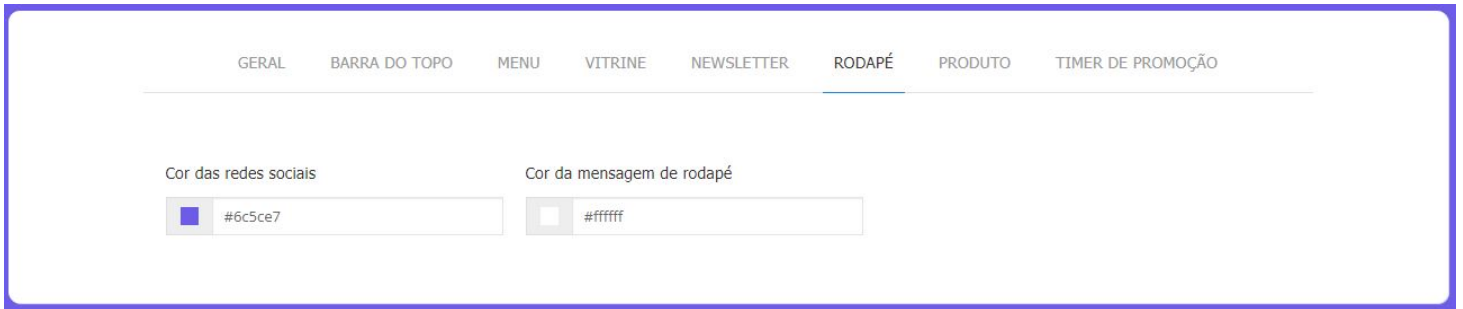 GERAL BARRA DO TOPO MENU VITRINE NEWSLETTER RODAPÉ PRODUTO TIMER DE PROMOÇÃO
Cor das redes sociais Cor da mensagem de rodapé
#6c5ce7 #ffffff